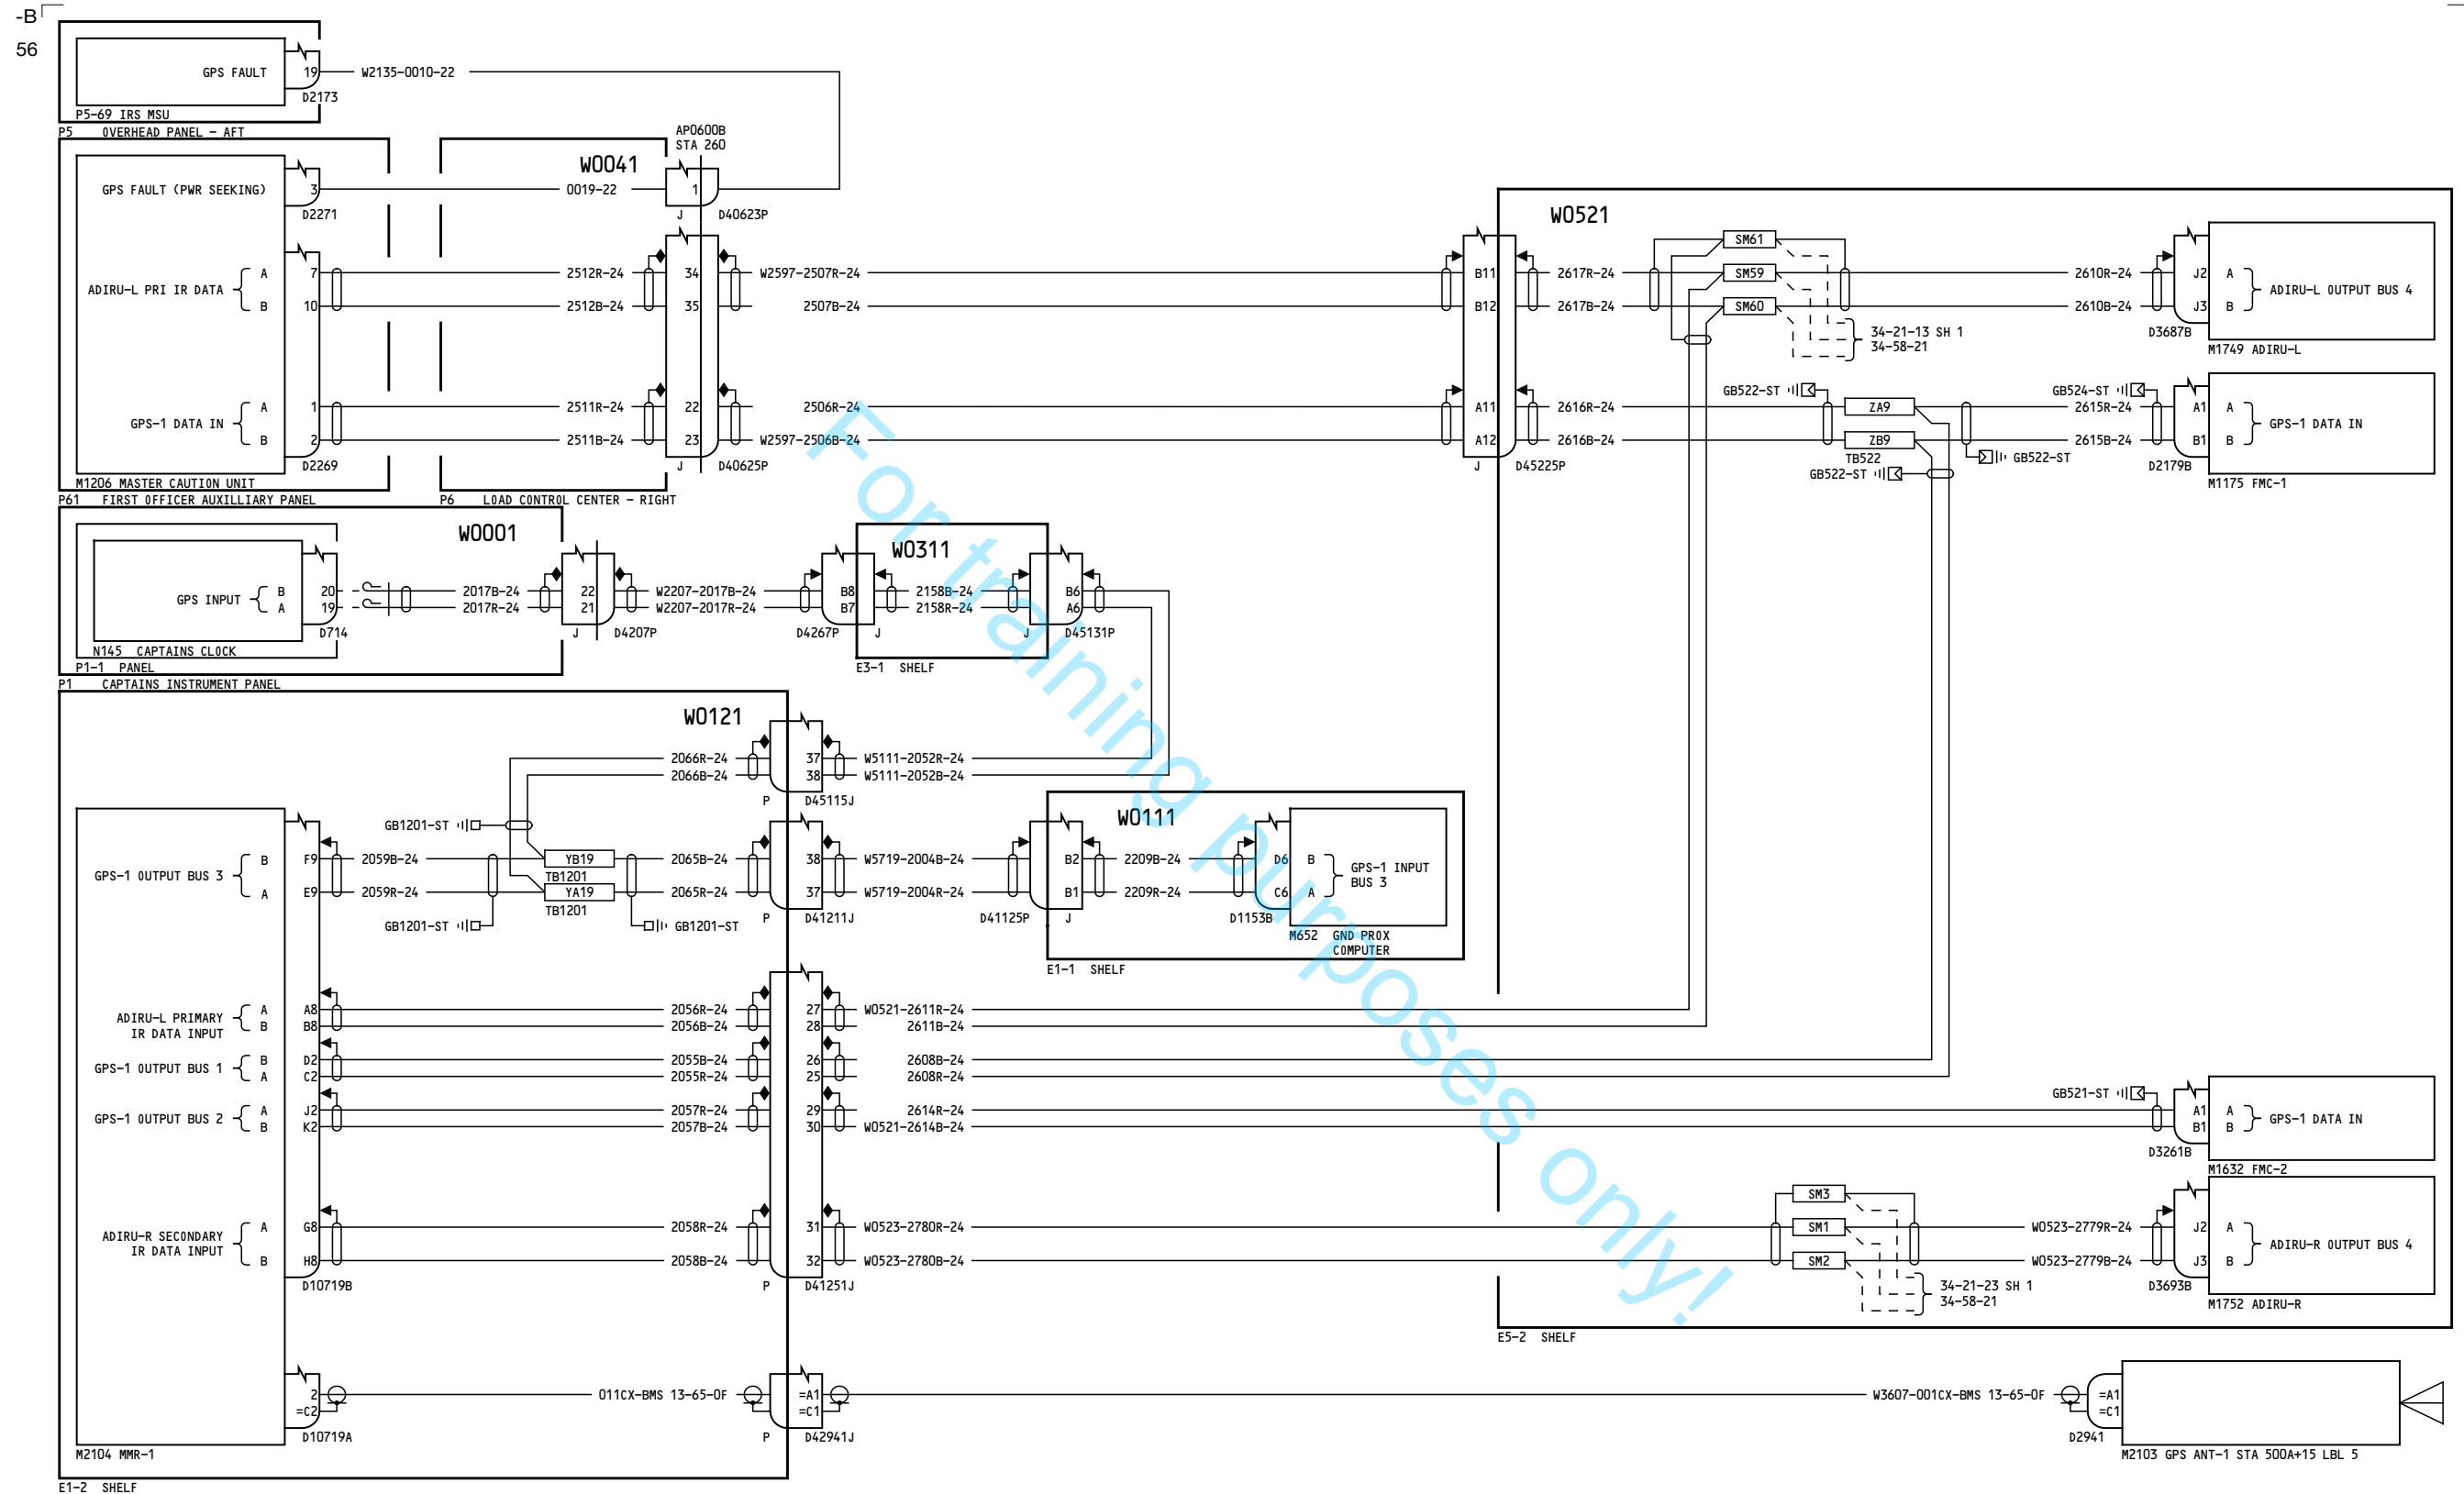 -B
56
GPS FAULT 19 W2135-0010-22
D2173
P5-69 IRS MSU
P5 OVERHEAD PANEL - AFT
AP0600B
STA 260
W0041
GPS FAULT (PWR SEEKING) 3 0019-22 1
D2271 J D40623P
W0521
SM61
A 7 2512R-24 34 W2597-2507R-24 B11 2617R-24 SM59 2610R-24 J2 A
ADIRU-L PRI IR DATA ADIRU-L OUTPUT BUS 4
B 10 2512B-24 35 2507B-24 B12 2617B-24 SM60 2610B-24 J3 B
34-21-13 SH 1
34-58-21
D3687B
M1749 ADIRU-L
GB522-ST GB524-ST
A 1 2511R-24 22 2506R-24 A11 2616R-24 ZA9 2615R-24 A1 A
GPS-1 DATA IN GPS-1 DATA IN
B 2 2511B-24 23 W2597-2506B-24 A12 2616B-24 ZB9 2615B-24 B1 B
D2269 J D40625P J D45225P TB522 GB522-ST D2179B
GB522-ST
M1206 MASTER CAUTION UNIT M1175 FMC-1
P61 FIRST OFFICER AUXILLIARY PANEL P6 LOAD CONTROL CENTER - RIGHT
W0001 W0311
B 20 2017B-24 22 W2207-2017B-24 B8 2158B-24 B6
GPS INPUT
A 19 2017R-24 21 W2207-2017R-24 B7 2158R-24 A6
D714 J D4207P D4267P J J D45131P
N145 CAPTAINS CLOCK
P1-1 PANEL E3-1 SHELF
P1 CAPTAINS INSTRUMENT PANEL
W0121
2066R-24 37 W5111-2052R-24
2066B-24 38 W5111-2052B-24
P D45115J
GB1201-ST W0111
B F9 2059B-24 YB19 2065B-24 38 W5719-2004B-24 B2 2209B-24 D6 B
GPS-1 OUTPUT BUS 3 TB1201 GPS-1 INPUT
BUS 3
A E9 2059R-24 YA19 2065R-24 37 W5719-2004R-24 B1 2209R-24 C6 A
TB1201 P D41211J D41125P J D1153B
GB1201-ST GB1201-ST
M652 GND PROX
COMPUTER
E1-1 SHELF
A A8 2056R-24 27 W0521-2611R-24
ADIRU-L PRIMARY
IR DATA INPUT
B B8 2056B-24 28 2611B-24
B D2 2055B-24 26 2608B-24
GPS-1 OUTPUT BUS 1
A C2 2055R-24 25 2608R-24
GB521-ST
A J2 2057R-24 29 2614R-24 A1 A
GPS-1 OUTPUT BUS 2 GPS-1 DATA IN
B K2 2057B-24 30 W0521-2614B-24 B1 B
D3261B
M1632 FMC-2
SM3
A G8 2058R-24 31 W0523-2780R-24 SM1 W0523-2779R-24 J2 A
ADIRU-R SECONDARY
IR DATA INPUT ADIRU-R OUTPUT BUS 4
B H8 2058B-24 32 W0523-2780B-24 SM2 W0523-2779B-24 J3 B
D10719B P D41251J D3693B
34-21-23 SH 1
34-58-21
M1752 ADIRU-R
E5-2 SHELF
2 011CX-BMS 13-65-0F =A1 W3607-001CX-BMS 13-65-0F =A1
=C2 =C1 =C1
D10719A P D42941J D2941
M2104 MMR-1 M2103 GPS ANT-1 STA 500A+15 LBL 5
E1-2 SHELF
For training purposes only!